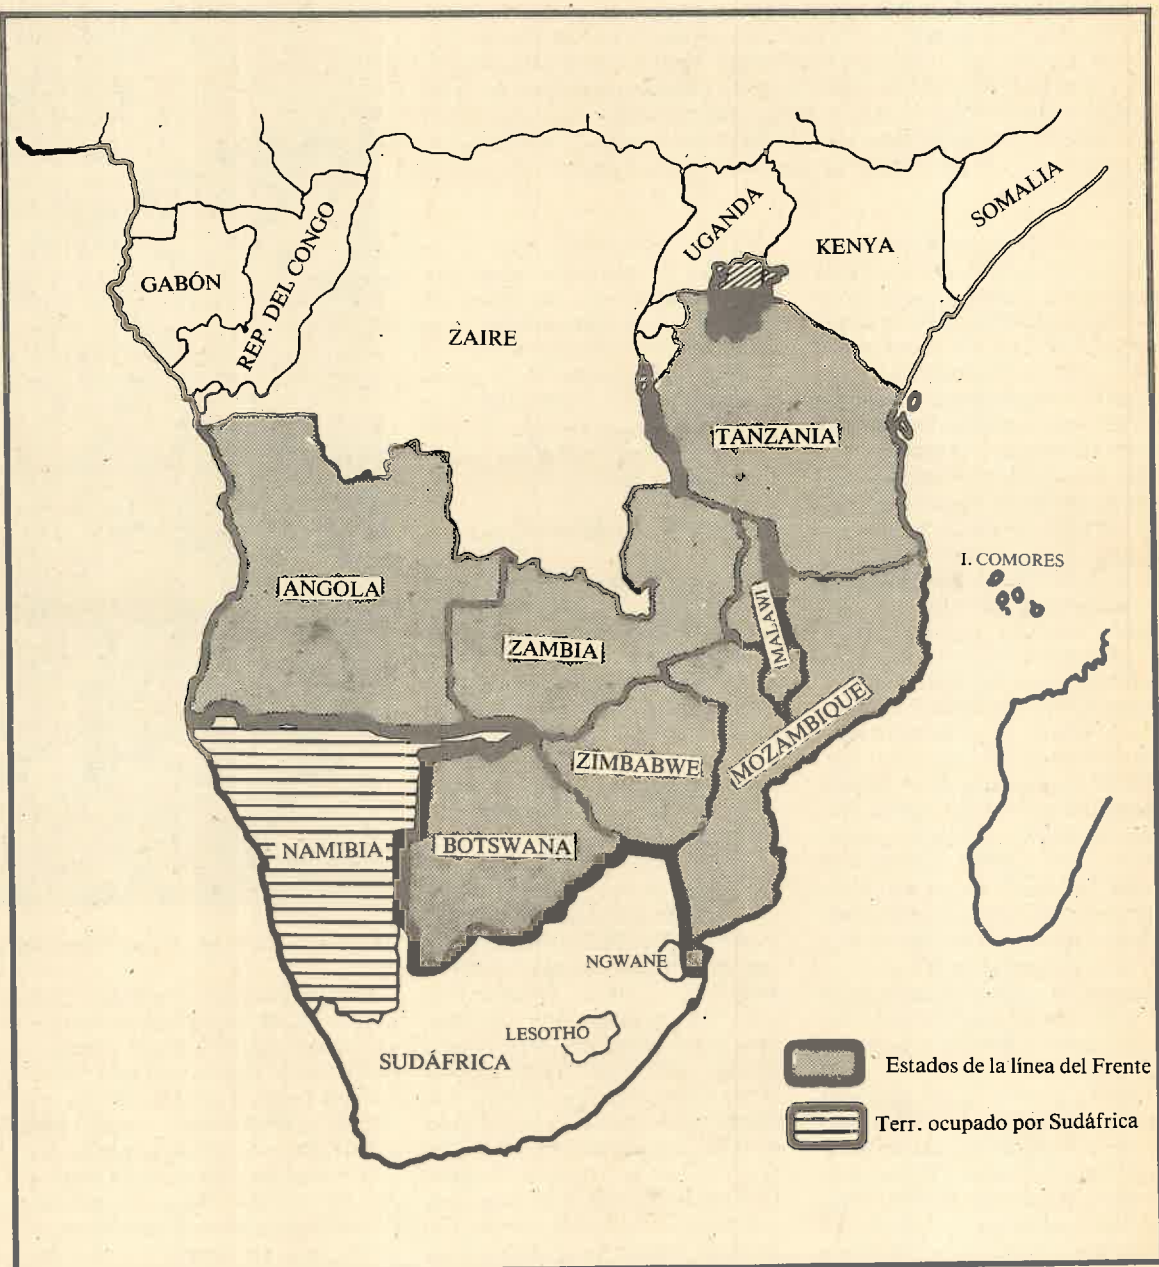 SOMALIA
UGANDA
KENYA
GABÓN
REP. DEL CONGO
ZAIRE
TANZANIA
I. COMORES
ANGOLA
MALAWI
ZAMBIA
MOZAMBIQUE
ZIMBABWE
NAMIBIA
BOTSWANA
NGWANE
LESOTHO
SUDÁFRICA
Estados de la línea del Frente
Terr. ocupado por Sudáfrica